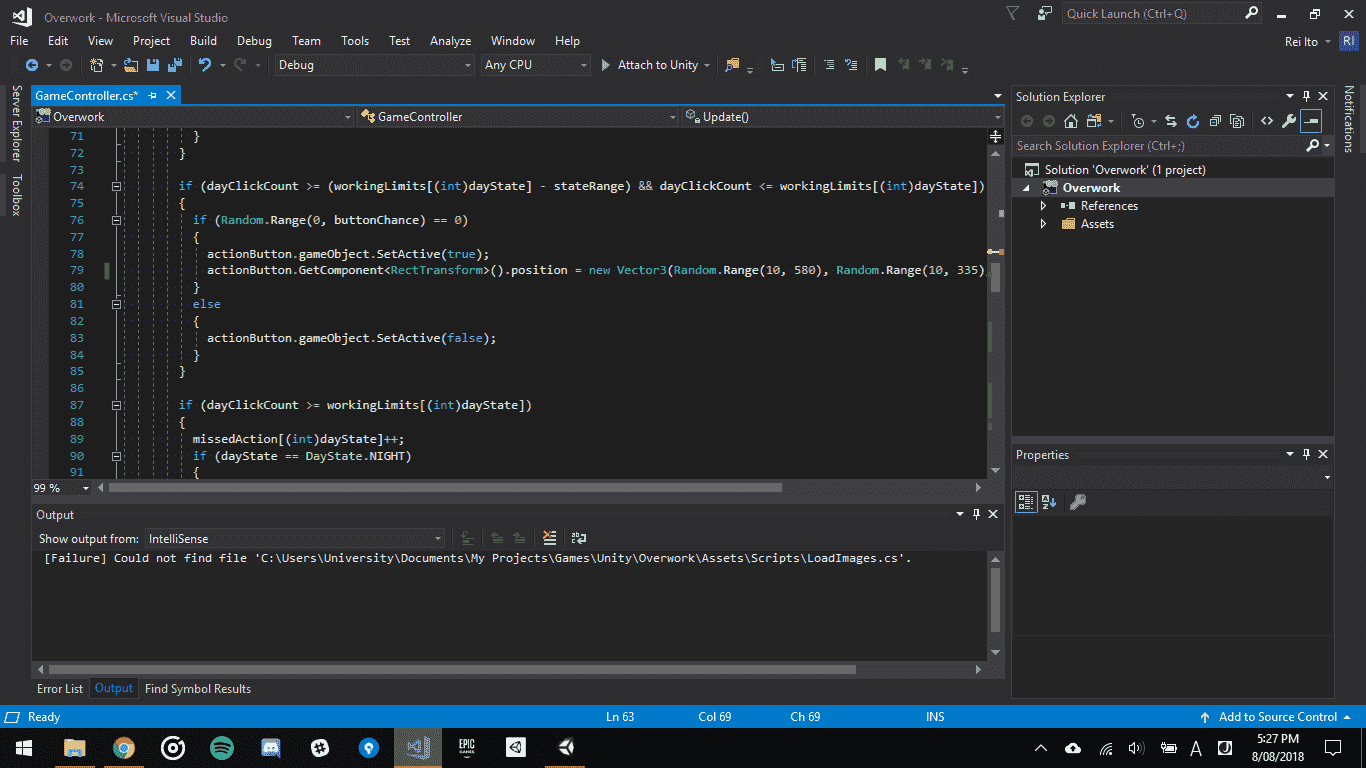 Overwork - Microsoft Visual Studio
Quick Launch (Ctrl+Q)
File Edit View Project Build Debug Team Tools Test Analyze Window Help
Rei Ito RI
Debug Any CPU Attach to Unity
Server Explorer
Toolbox
GameController.cs*
Overwork GameController Update()
71 }
72 }
73
74 if (dayClickCount >= (workingLimits[(int)dayState] - stateRange) && dayClickCount <= workingLimits[(int)dayState])
75 {
76 if (Random.Range(0, buttonChance) == 0)
77 {
78 actionButton.gameObject.SetActive(true);
79 actionButton.GetComponent<RectTransform>().position = new Vector3(Random.Range(10, 580), Random.Range(10, 335)
80 }
81 else
82 {
83 actionButton.gameObject.SetActive(false);
84 }
85 }
86
87 if (dayClickCount >= workingLimits[(int)dayState])
88 {
89 missedAction[(int)dayState]++;
90 if (dayState == DayState.NIGHT)
91 {
99 %
Output
Show output from: IntelliSense
[Failure] Could not find file 'C:\Users\University\Documents\My Projects\Games\Unity\Overwork\Assets\Scripts\LoadImages.cs'.
Error List Output Find Symbol Results
Solution Explorer
Search Solution Explorer (Ctrl+;)
Solution 'Overwork' (1 project)
Overwork
References
Assets
Properties
Notifications
Ready Ln 63 Col 69 Ch 69 INS Add to Source Control
EPIC
GAMES
A
J
5:27 PM
8/08/2018